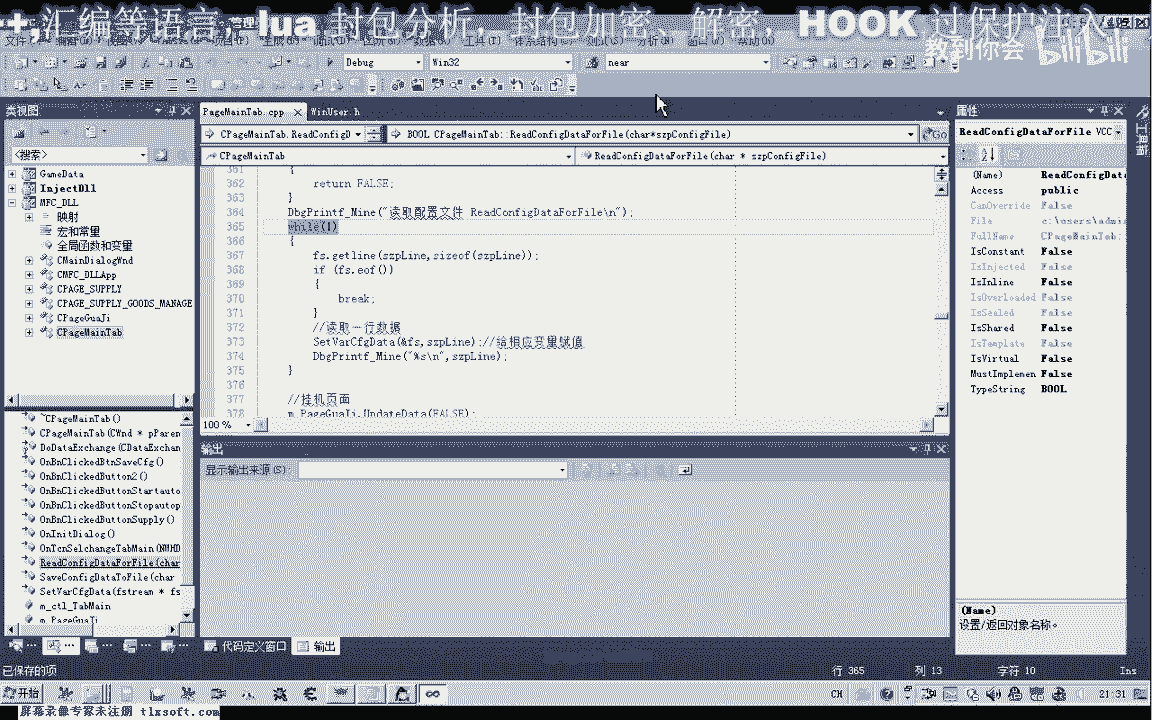 +,汇编等语言，lua 封包分析，封包加密、解密，HOOK 过保护注入
教到你会 bilibili
Debug Win32 near
类视图
PageMainTab.cpp WinUser.h
属性
工具箱
CPageMainTab.ReadConfigD
BOOL CPageMainTab::ReadConfigDataForFile(char*szpConfigFile)
Go
ReadConfigDataForFile VCC
<搜索>
CPageMainTab
ReadConfigDataForFile(char * szpConfigFile)
GameData
InjectDll
MFC_DLL
映射
宏和常量
全局函数和变量
CMainDialogWnd
CMFC_DLLApp
CPAGE_SUPPLY
CPAGE_SUPPLY_GOODS_MANAGE
CPageGuaJi
CPageMainTab
361 {
362 return FALSE;
363 }
364 DbgPrintf_Mine("读取配置文件 ReadConfigDataForFile\n");
365 while(1)
366 {
367 fs.getline(szpLine,sizeof(szpLine));
368 if (fs.eof())
369 {
370 break;
371 }
372 //读取一行数据
373 SetVarCfgData(&fs,szpLine);//给相应变量赋值
374 DbgPrintf_Mine("%s\n",szpLine);
375 }
376
377 //挂机页面
378 m_PageGuaJi.UpdateData(FALSE);
100 %
(Name) ReadConfigDat
Access public
CanOverride False
File c:\users\admi
FullName CPageMainTab:
IsConstant False
IsInjected False
IsInline False
IsOverloaded False
IsSealed False
IsShared False
IsTemplate False
IsVirtual False
MustImplemen False
TypeString BOOL
~CPageMainTab()
CPageMainTab(CWnd * pParen
DoDataExchange(CDataExchan
OnBnClickedBtnSaveCfg()
OnBnClickedButton2()
OnBnClickedButtonStartauto
OnBnClickedButtonStopautop
OnBnClickedButtonSupply()
OnInitDialog()
OnTcnSelchangeTabMain(NMHD
ReadConfigDataForFile(char
SaveConfigDataToFile(char
SetVarCfgData(fstream * fs
m_ctl_TabMain
m_PageGuaJi
输出
显示输出来源(S):
(Name)
设置/返回对象名称。
代码定义窗口 输出
已保存的项
行 365 列 13 字符 10 Ins
开始
CH
21:31
屏幕录像专家未注册 tlxsoft.com